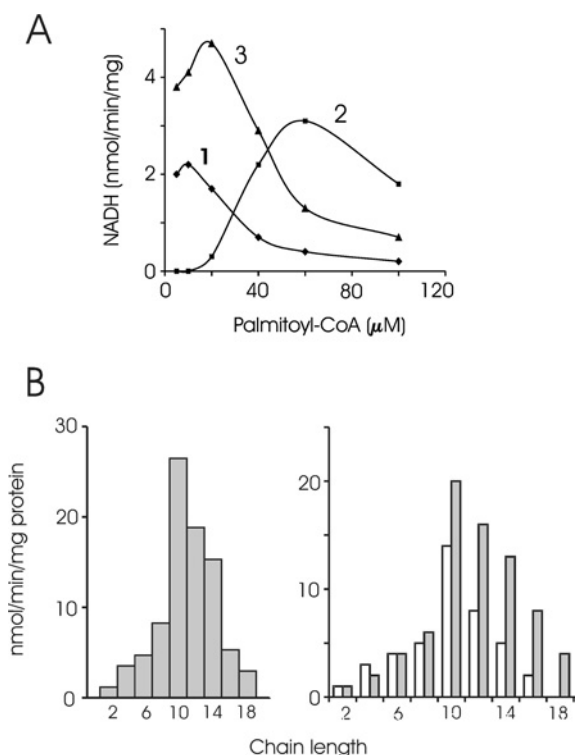 A
NADH (nmol/min/mg)
4
2
0
1
2
3
0
40
80
120
Palmitoyl-CoA (μM)
B
nmol/min/mg protein
30
20
10
0
2 6 10 14 18
20
10
0
2 6 10 14 18
Chain length